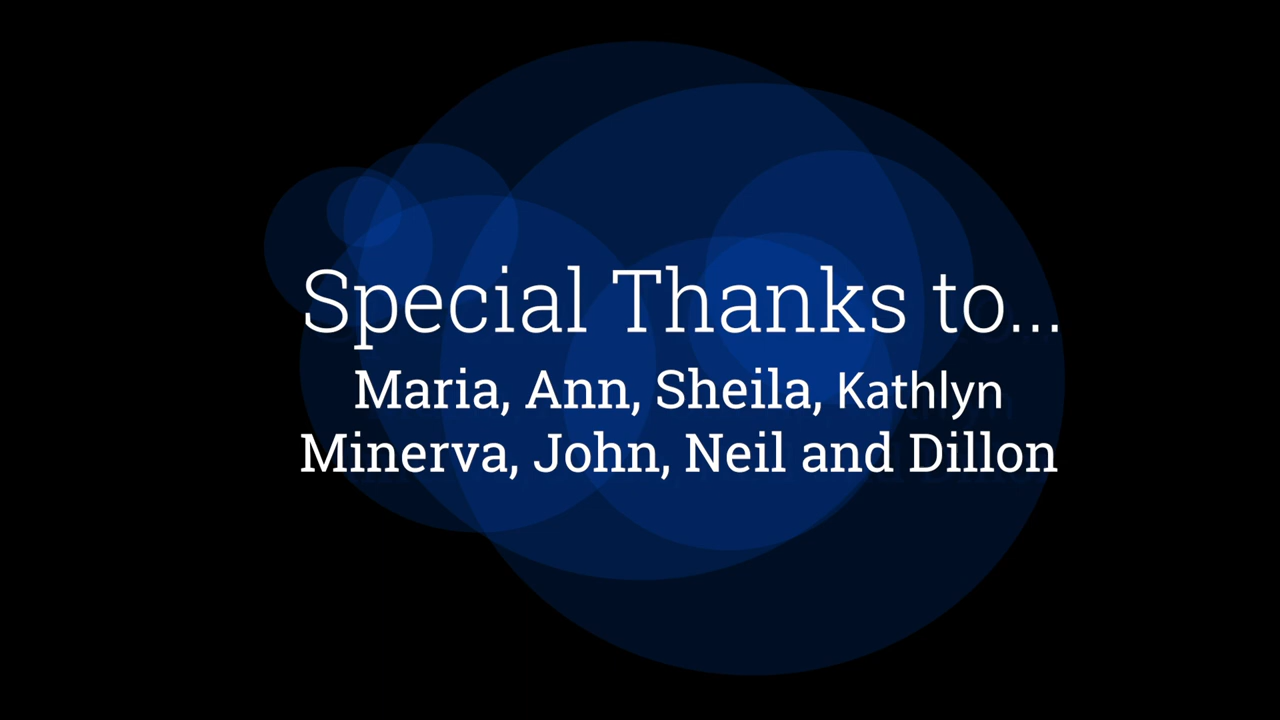 Special Thanks to...
Maria, Ann, Sheila, Kathlyn
Minerva, John, Neil and Dillon